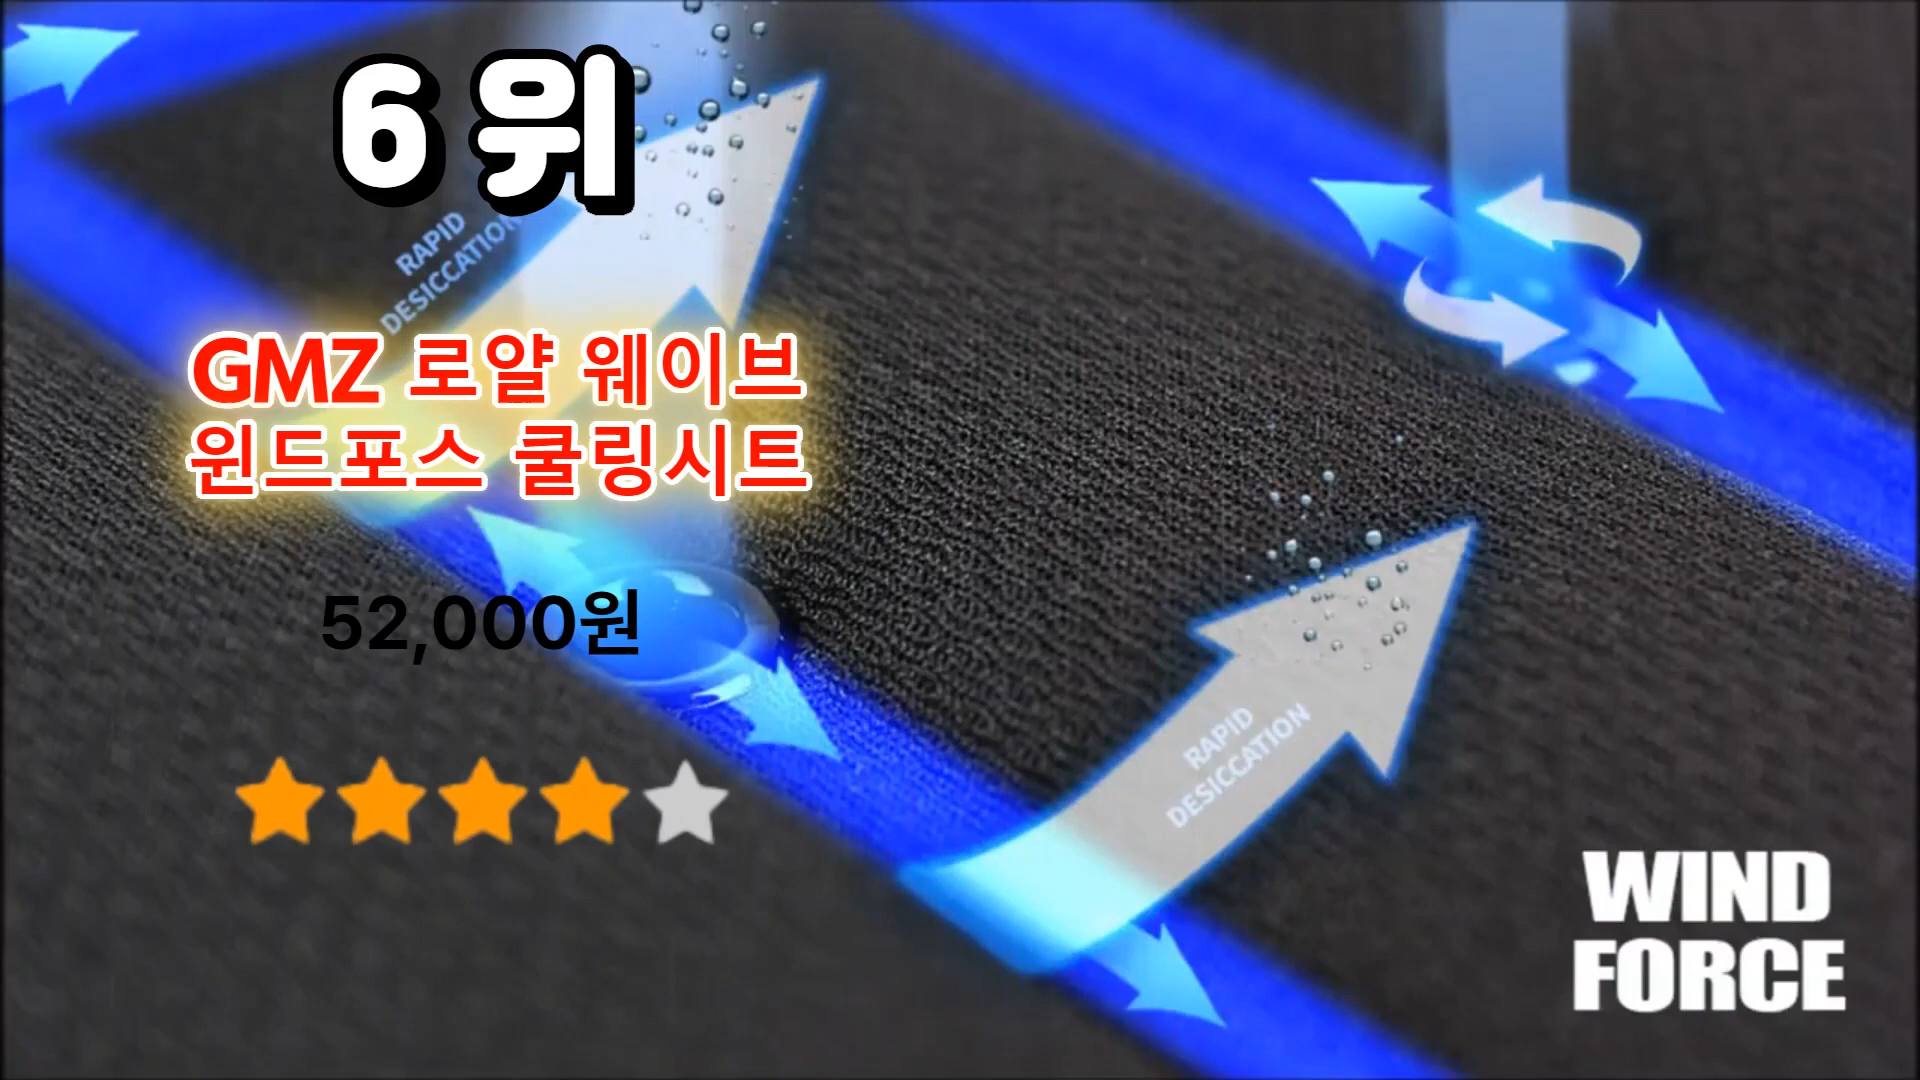 6위
RAPID
DESICCATION
GMZ 로얄 웨이브
윈드포스 쿨링시트
52,000원
RAPID
DESICCATION
WIND
FORCE